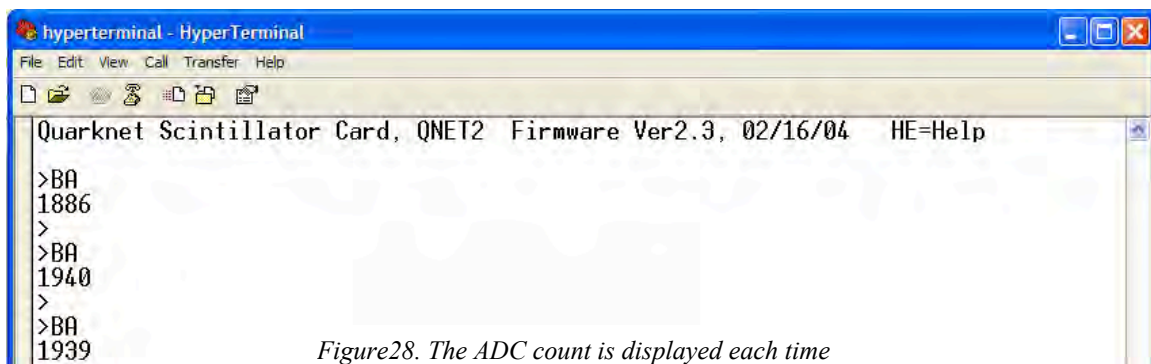 hyperterminal - HyperTerminal
File Edit View Call Transfer Help
Quarknet Scintillator Card, QNET2 Firmware Ver2.3, 02/16/04 HE=Help
>BA
1886
>
>BA
1940
>
>BA
1939
Figure28. The ADC count is displayed each time